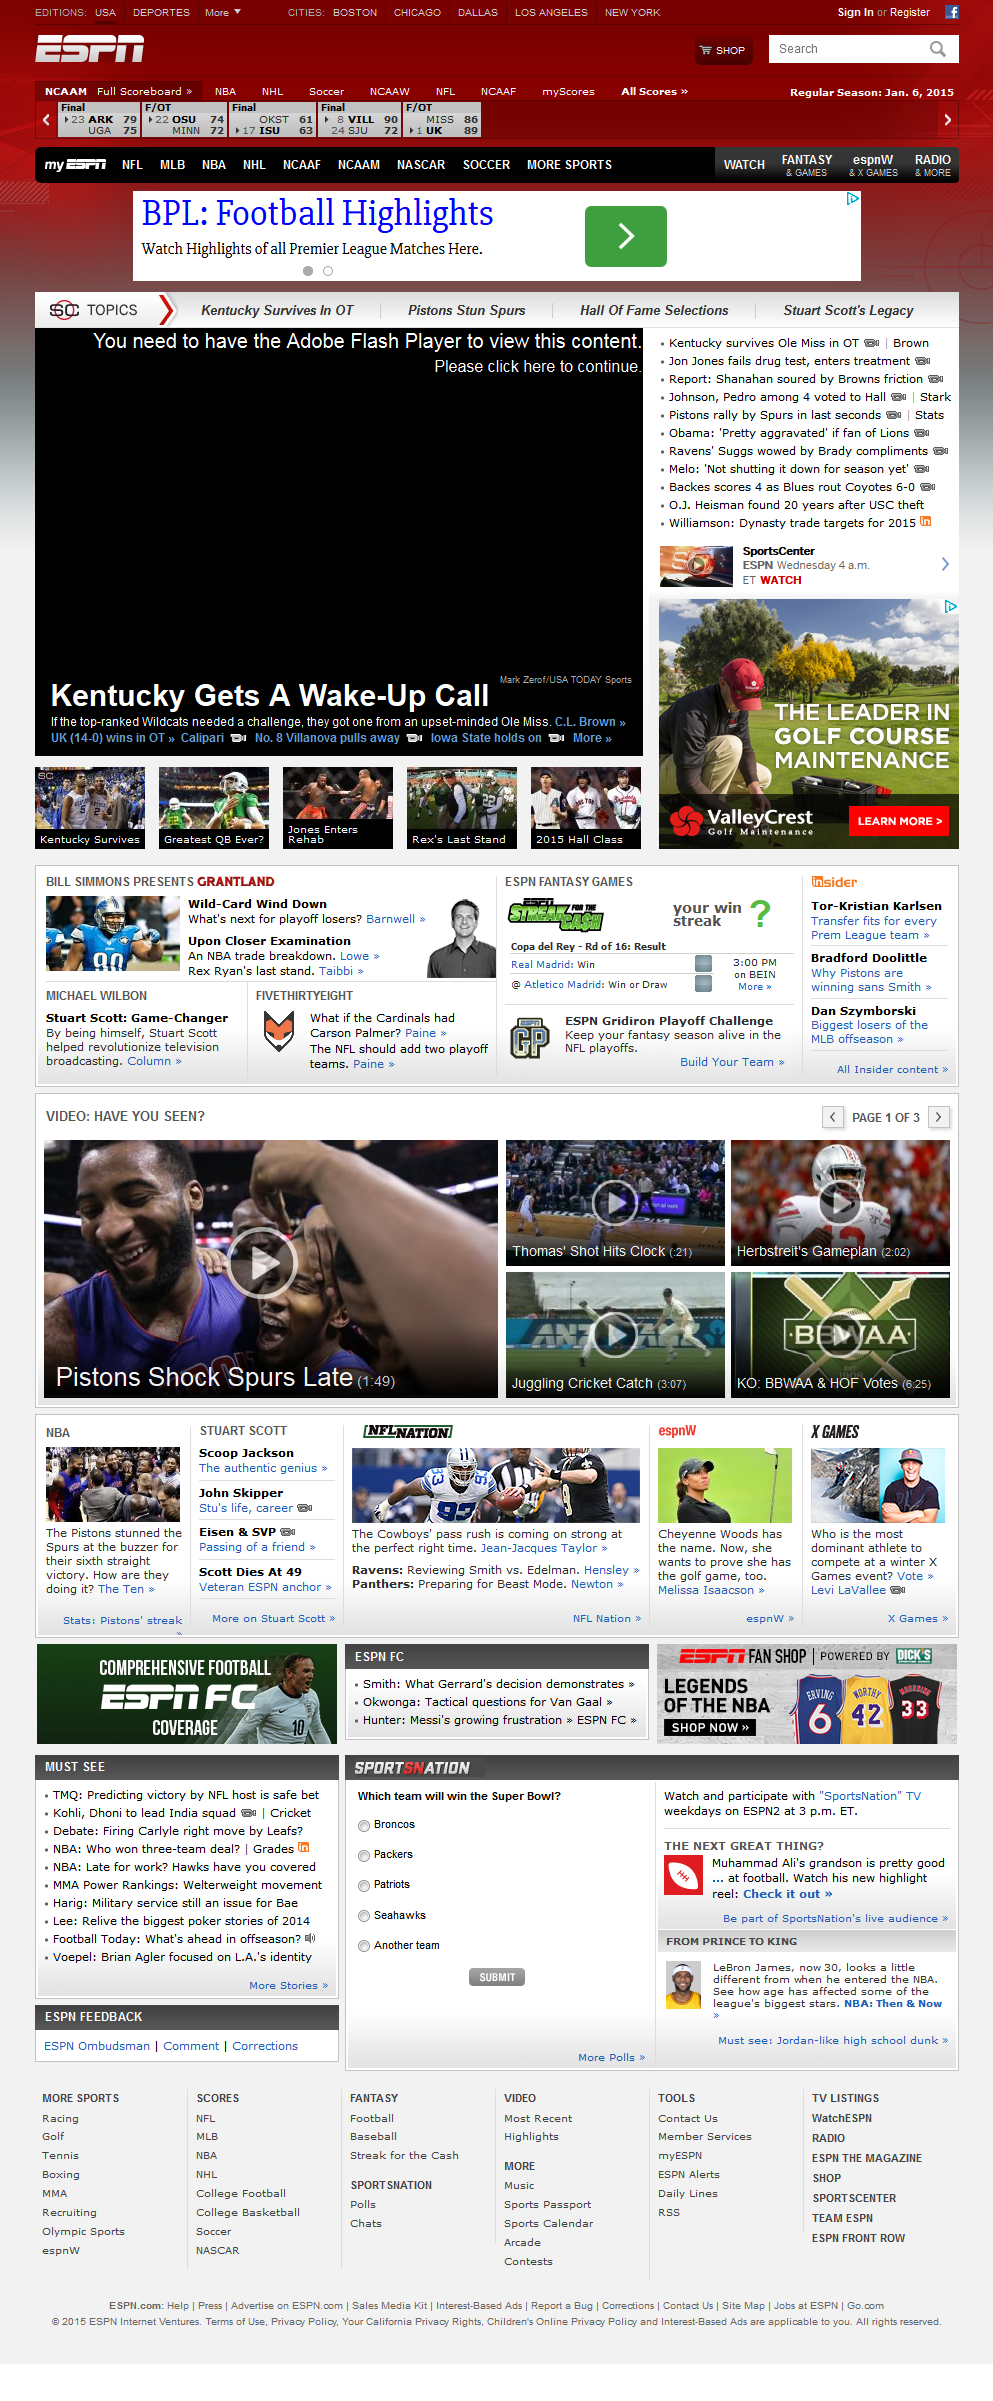 EDITIONS: USA DEPORTES More CITIES: BOSTON CHICAGO DALLAS LOS ANGELES NEW YORK Sign In or Register
ESPN
SHOP
Search
NCAAM Full Scoreboard » NBA NHL Soccer NCAAW NFL NCAAF myScores All Scores » Regular Season: Jan. 6, 2015
Final F/OT Final Final F/OT
23 ARK 79 22 OSU 74 OKST 61 8 VILL 90 MISS 86
UGA 75 MINN 72 17 ISU 63 24 SJU 72 1 UK 89
my ESPN NFL MLB NBA NHL NCAAF NCAAM NASCAR SOCCER MORE SPORTS WATCH FANTASY & GAMES espnW & X GAMES RADIO & MORE
BPL: Football Highlights
Watch Highlights of all Premier League Matches Here.
SC TOPICS Kentucky Survives In OT Pistons Stun Spurs Hall Of Fame Selections Stuart Scott's Legacy
You need to have the Adobe Flash Player to view this content.
Please click here to continue.
Mark Zerof/USA TODAY Sports
Kentucky Gets A Wake-Up Call
If the top-ranked Wildcats needed a challenge, they got one from an upset-minded Ole Miss. C.L. Brown »
UK (14-0) wins in OT » Calipari No. 8 Villanova pulls away Iowa State holds on More »
SC
Kentucky Survives
Greatest QB Ever?
Jones Enters
Rehab
Rex's Last Stand
2015 Hall Class
Kentucky survives Ole Miss in OT | Brown
Jon Jones fails drug test, enters treatment
Report: Shanahan soured by Browns friction
Johnson, Pedro among 4 voted to Hall | Stark
Pistons rally by Spurs in last seconds | Stats
Obama: 'Pretty aggravated' if fan of Lions
Ravens' Suggs wowed by Brady compliments
Melo: 'Not shutting it down for season yet'
Backes scores 4 as Blues rout Coyotes 6-0
O.J. Heisman found 20 years after USC theft
Williamson: Dynasty trade targets for 2015 in
SportsCenter
ESPN Wednesday 4 a.m.
ET WATCH
THE LEADER IN
GOLF COURSE
MAINTENANCE
ValleyCrest
Golf Maintenance
LEARN MORE >
BILL SIMMONS PRESENTS GRANTLAND
Wild-Card Wind Down
What's next for playoff losers? Barnwell »
Upon Closer Examination
An NBA trade breakdown. Lowe »
Rex Ryan's last stand. Taibbi »
MICHAEL WILBON
Stuart Scott: Game-Changer
By being himself, Stuart Scott
helped revolutionize television
broadcasting. Column »
FIVETHIRTYEIGHT
What if the Cardinals had
Carson Palmer? Paine »
The NFL should add two playoff
teams. Paine »
ESPN FANTASY GAMES
STREAK FOR THE CASH
your win
streak ?
Copa del Rey - Rd of 16: Result
Real Madrid: Win
@ Atletico Madrid: Win or Draw
3:00 PM
on BEIN
More »
GP
ESPN Gridiron Playoff Challenge
Keep your fantasy season alive in the
NFL playoffs.
Build Your Team »
insider
Tor-Kristian Karlsen
Transfer fits for every
Prem League team »
Bradford Doolittle
Why Pistons are
winning sans Smith »
Dan Szymborski
Biggest losers of the
MLB offseason »
All Insider content »
VIDEO: HAVE YOU SEEN?
PAGE 1 OF 3
Pistons Shock Spurs Late (1:49)
Thomas' Shot Hits Clock (:21)
Herbstreit's Gameplan (2:02)
Juggling Cricket Catch (3:07)
BBWAA
KO: BBWAA & HOF Votes (6:25)
NBA
The Pistons stunned the
Spurs at the buzzer for
their sixth straight
victory. How are they
doing it? The Ten »
Stats: Pistons' streak
»
STUART SCOTT
Scoop Jackson
The authentic genius »
John Skipper
Stu's life, career
Eisen & SVP
Passing of a friend »
Scott Dies At 49
Veteran ESPN anchor »
More on Stuart Scott »
NFL NATION
The Cowboys' pass rush is coming on strong at
the perfect right time. Jean-Jacques Taylor »
Ravens: Reviewing Smith vs. Edelman. Hensley »
Panthers: Preparing for Beast Mode. Newton »
NFL Nation »
espnW
Cheyenne Woods has
the name. Now, she
wants to prove she has
the golf game, too.
Melissa Isaacson »
espnW »
X GAMES
Who is the most
dominant athlete to
compete at a winter X
Games event? Vote »
Levi LaVallee
X Games »
COMPREHENSIVE FOOTBALL
ESPN FC
COVERAGE
10
ESPN FC
Smith: What Gerrard's decision demonstrates »
Okwonga: Tactical questions for Van Gaal »
Hunter: Messi's growing frustration » ESPN FC »
ESPN FAN SHOP | POWERED BY DICK'S
LEGENDS
OF THE NBA
SHOP NOW »
ERVING 6
WORTHY 42
33
MUST SEE
TMQ: Predicting victory by NFL host is safe bet
Kohli, Dhoni to lead India squad | Cricket
Debate: Firing Carlyle right move by Leafs?
NBA: Who won three-team deal? | Grades in
NBA: Late for work? Hawks have you covered
MMA Power Rankings: Welterweight movement
Harig: Military service still an issue for Bae
Lee: Relive the biggest poker stories of 2014
Football Today: What's ahead in offseason?
Voepel: Brian Agler focused on L.A.'s identity
More Stories »
ESPN FEEDBACK
ESPN Ombudsman | Comment | Corrections
SPORTSNATION
Which team will win the Super Bowl?
Broncos
Packers
Patriots
Seahawks
Another team
SUBMIT
More Polls »
Watch and participate with "SportsNation" TV
weekdays on ESPN2 at 3 p.m. ET.
THE NEXT GREAT THING?
Muhammad Ali's grandson is pretty good
... at football. Watch his new highlight
reel: Check it out »
Be part of SportsNation's live audience »
FROM PRINCE TO KING
LeBron James, now 30, looks a little
different from when he entered the NBA.
See how age has affected some of the
league's biggest stars. NBA: Then & Now
»
Must see: Jordan-like high school dunk »
MORE SPORTS
Racing
Golf
Tennis
Boxing
MMA
Recruiting
Olympic Sports
espnW
SCORES
NFL
MLB
NBA
NHL
College Football
College Basketball
Soccer
NASCAR
FANTASY
Football
Baseball
Streak for the Cash
SPORTSNATION
Polls
Chats
VIDEO
Most Recent
Highlights
MORE
Music
Sports Passport
Sports Calendar
Arcade
Contests
TOOLS
Contact Us
Member Services
myESPN
ESPN Alerts
Daily Lines
RSS
TV LISTINGS
WatchESPN
RADIO
ESPN THE MAGAZINE
SHOP
SPORTSCENTER
TEAM ESPN
ESPN FRONT ROW
ESPN.com: Help | Press | Advertise on ESPN.com | Sales Media Kit | Interest-Based Ads | Report a Bug | Corrections | Contact Us | Site Map | Jobs at ESPN | Go.com
© 2015 ESPN Internet Ventures. Terms of Use, Privacy Policy, Your California Privacy Rights, Children's Online Privacy Policy and Interest-Based Ads are applicable to you. All rights reserved.